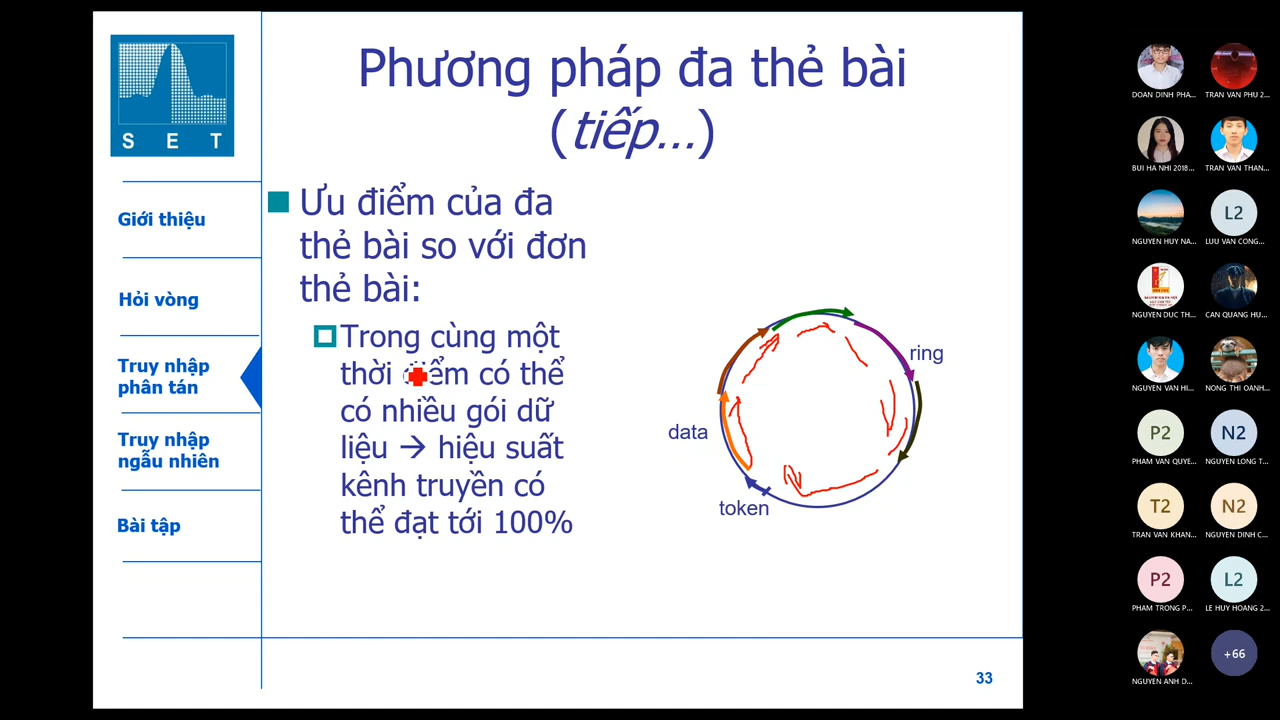 Phương pháp đa thẻ bài
(tiếp...)
S E T
Giới thiệu
Hỏi vòng
Truy nhập
phân tán
Truy nhập
ngẫu nhiên
Bài tập
Ưu điểm của đa
thẻ bài so với đơn
thẻ bài:
Trong cùng một
thời điểm có thể
có nhiều gói dữ
liệu → hiệu suất
kênh truyền có
thể đạt tới 100%
ring
data
token
33
DOAN DINH PHA...
TRAN VAN PHU 2...
BUI HA NHI 2018...
TRAN VAN THAN...
NGUYEN HUY NA...
L2
LUU VAN CONG...
NGUYEN DUC TH...
CAN QUANG HU...
NGUYEN VAN HI...
NONG THI OANH...
P2
N2
PHAM VAN QUYE...
NGUYEN LONG T...
T2
N2
TRAN VAN KHAN...
NGUYEN DINH C...
P2
L2
PHAM TRONG P...
LE HUY HOANG 2...
+66
NGUYEN ANH D...